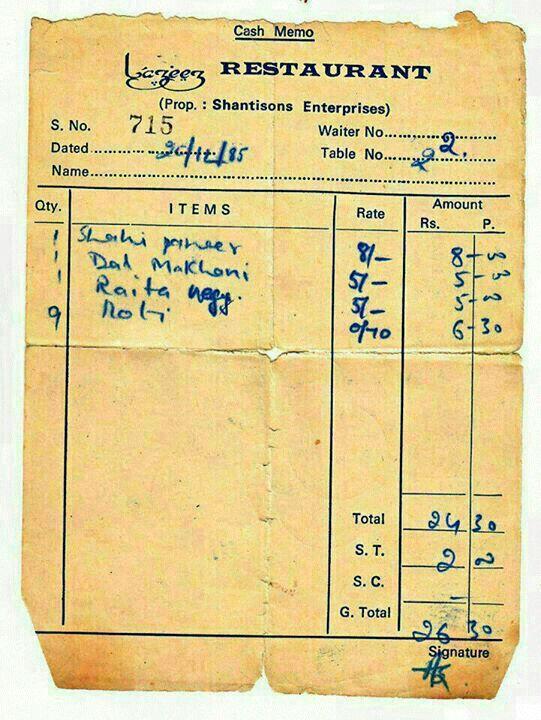 Cash Memo
Lazeez RESTAURANT
(Prop. : Shantisons Enterprises)
S. No. 715 Waiter No. 2.
Dated 20/12/85 Table No. 2
Name
Qty. ITEMS Rate Amount
Rs. P.
1 Shahi paneer 8/- 8-00
1 Dal Makhani 5/- 5-00
1 Raita vegg. 5/- 5-00
9 Roti 0/70 6-30
Total 24 30
S. T. 2 00
S. C. -
G. Total 26 30
Signature